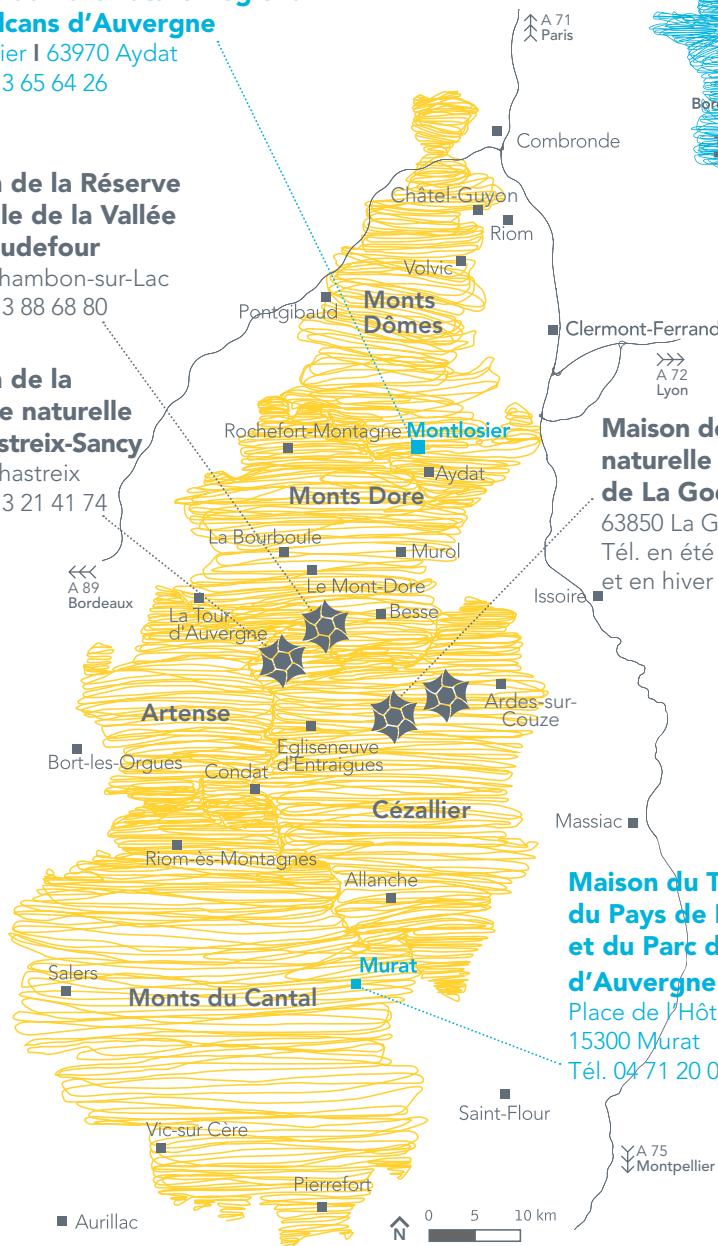 lcans d’Auvergne
ier I 63970 Aydat
3 65 64 26
de la Réserve
le de la Vallée
udefour
hambon-sur-Lac
3 88 68 80
de la
e naturelle
streix-Sancy
hastreix
3 21 41 74
A 71
Paris
Combronde
Châtel-Guyon
Riom
Volvic
Pontgibaud
Monts
Dômes
Clermont-Ferrand
A 72
Lyon
Rochefort-Montagne
Montlosier
Aydat
Monts Dore
La Bourboule
Murol
Le Mont-Dore
A 89
Bordeaux
La Tour
d'Auvergne
Besse
Issoire
Maison de
naturelle
de La Go
63850 La G
Tél. en été
et en hiver
Artense
Ardes-sur-
Couze
Bort-les-Orgues
Egliseneuve
d'Entraigues
Condat
Cézallier
Massiac
Riom-ès-Montagnes
Allanche
Maison du T
du Pays de
et du Parc d
d’Auvergne
Place de l’Hôt
15300 Murat
Tél. 04 71 20 0
Murat
Salers
Monts du Cantal
Saint-Flour
Vic-sur Cère
A 75
Montpellier
Pierrefort
Aurillac
N
0 5 10 km